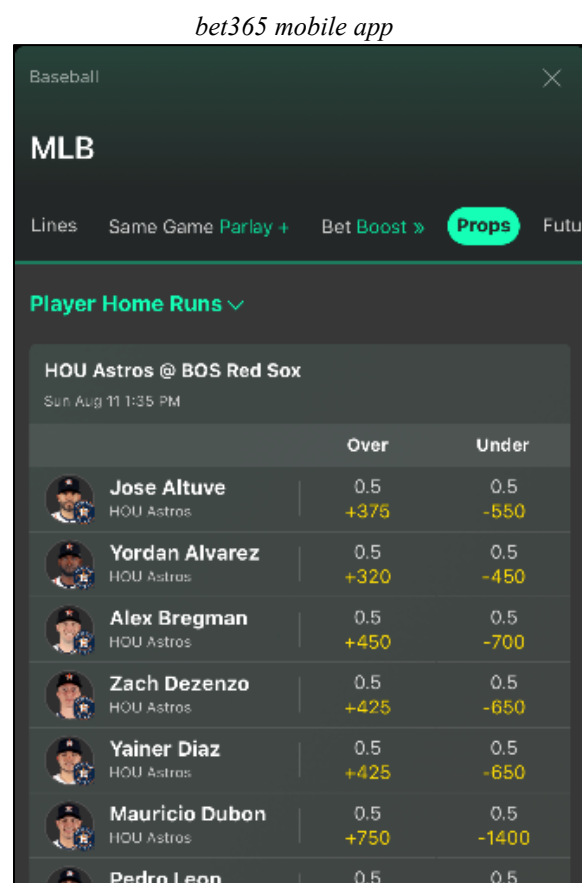 bet365 mobile app
Baseball
MLB
Lines Same Game Parlay + Bet Boost » Props Futu
Player Home Runs
HOU Astros @ BOS Red Sox
Sun Aug 11 1:35 PM
Over Under
Jose Altuve 0.5 0.5
HOU Astros +375 -550
Yordan Alvarez 0.5 0.5
HOU Astros +320 -450
Alex Bregman 0.5 0.5
HOU Astros +450 -700
Zach Dezenzo 0.5 0.5
HOU Astros +425 -650
Yainer Diaz 0.5 0.5
HOU Astros +425 -650
Mauricio Dubon 0.5 0.5
HOU Astros +750 -1400
Pedro Leon 0.5 0.5